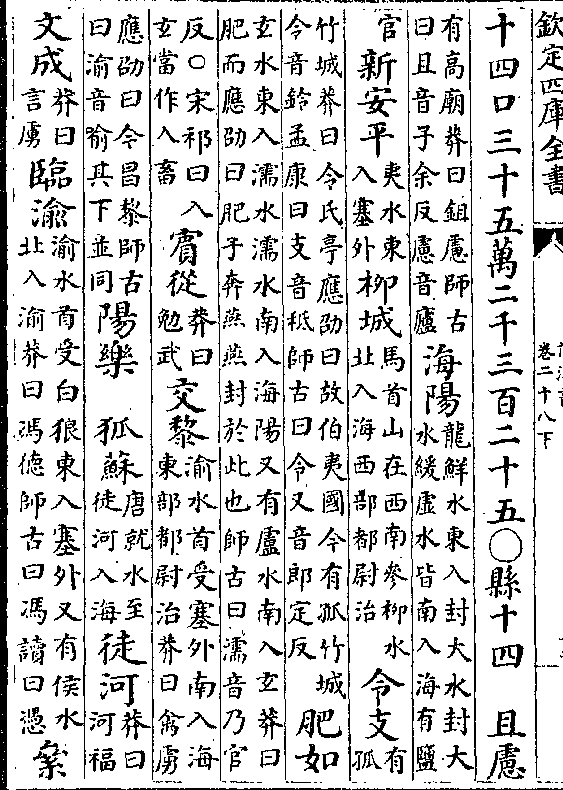 欽定四庫全書 卷二十八下
十四口三十五萬二千三百二十五○縣十四 且慮
有高廟莽曰鉏慮師古曰且音子余反慮音廬 海陽 龍鮮水東入封大水封大水緩虛水皆南入海有鹽
官 新安平 夷水東入塞外 柳城 馬首山在西南參柳水北入海西部都尉治 令支 有孤
竹城莽曰令氏亭應劭曰故伯夷國今有孤竹城令音鈴孟康曰支音秪師古曰令又音郎定反 肥如
玄水東入濡水濡水南入海陽又有盧水南入玄莽曰肥而應劭曰肥子奔燕燕封於此也師古曰濡音乃官
反○宋祁曰入玄當作入畜 賓從 莽曰勉武 交黎 渝水首受塞外南入海東部都尉治莽曰禽虜
應劭曰今昌黎師古曰渝音喻其下並同 陽樂 狐蘇 唐就水至徒河入海 徒河 莽曰河福
文成 莽曰言虜 臨渝 渝水首受白狼東入塞外又有侯水北入渝莽曰馮德師古曰馮讀曰憑 絫